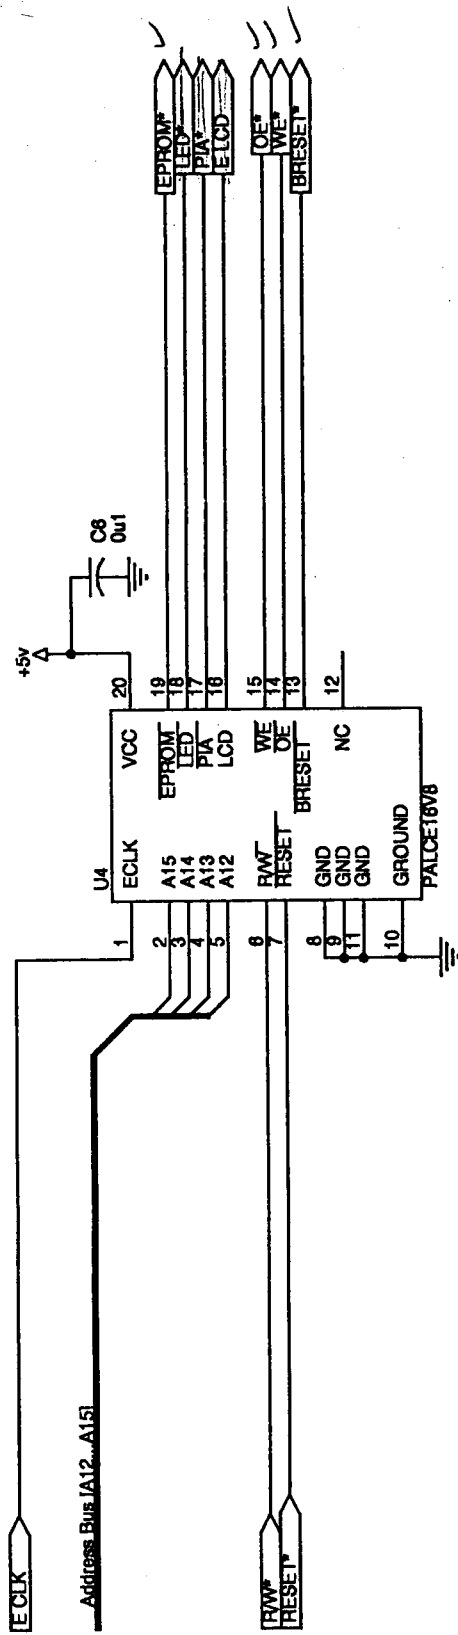 E CLK
Address Bus [A12...A15]
R/W*
RESET*
U4
1
ECLK
2
A15
3
A14
4
A13
5
A12
6
R/W
7
RESET
8
GND
9
GND
11
GND
10
GROUND
PALCE16V8
VCC
20
+5v
C6
0u1
EPROM
19
LED
18
PIA
17
LCD
16
WE
15
OE
14
BRESET
13
NC
12
EPROM*
LED*
PIA*
E-LCD
OE*
WE*
BRESET*